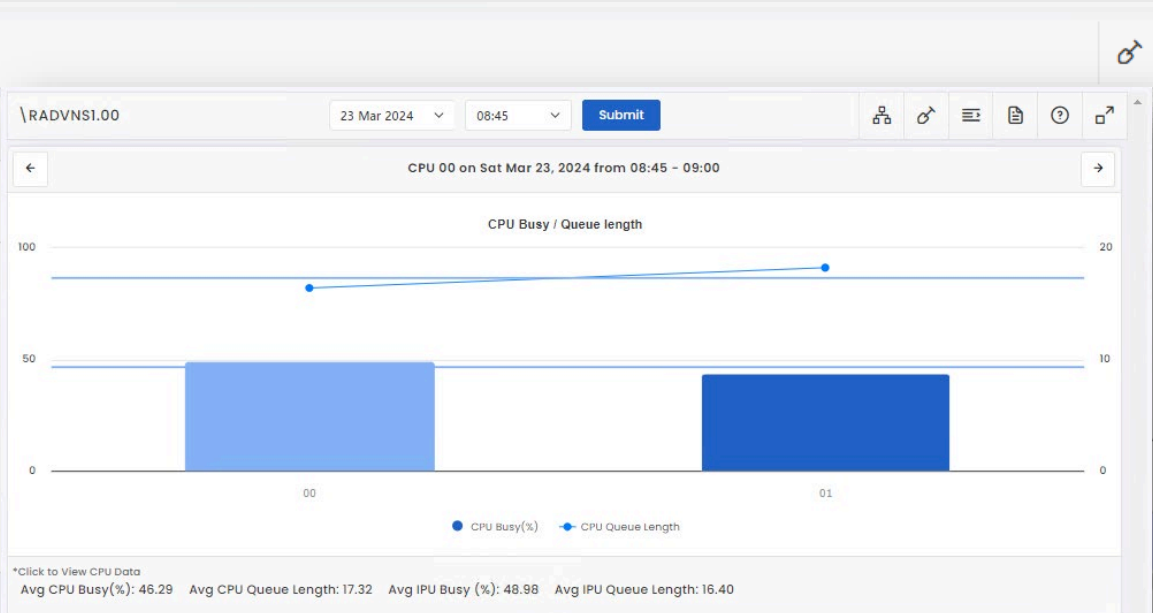 \RADVNS1.00 23 Mar 2024 08:45 Submit
CPU 00 on Sat Mar 23, 2024 from 08:45 - 09:00
CPU Busy / Queue length
100 20
50 10
0 0
00 01
CPU Busy(%) CPU Queue Length
*Click to View CPU Data
Avg CPU Busy(%): 46.29 Avg CPU Queue Length: 17.32 Avg IPU Busy (%): 48.98 Avg IPU Queue Length: 16.40